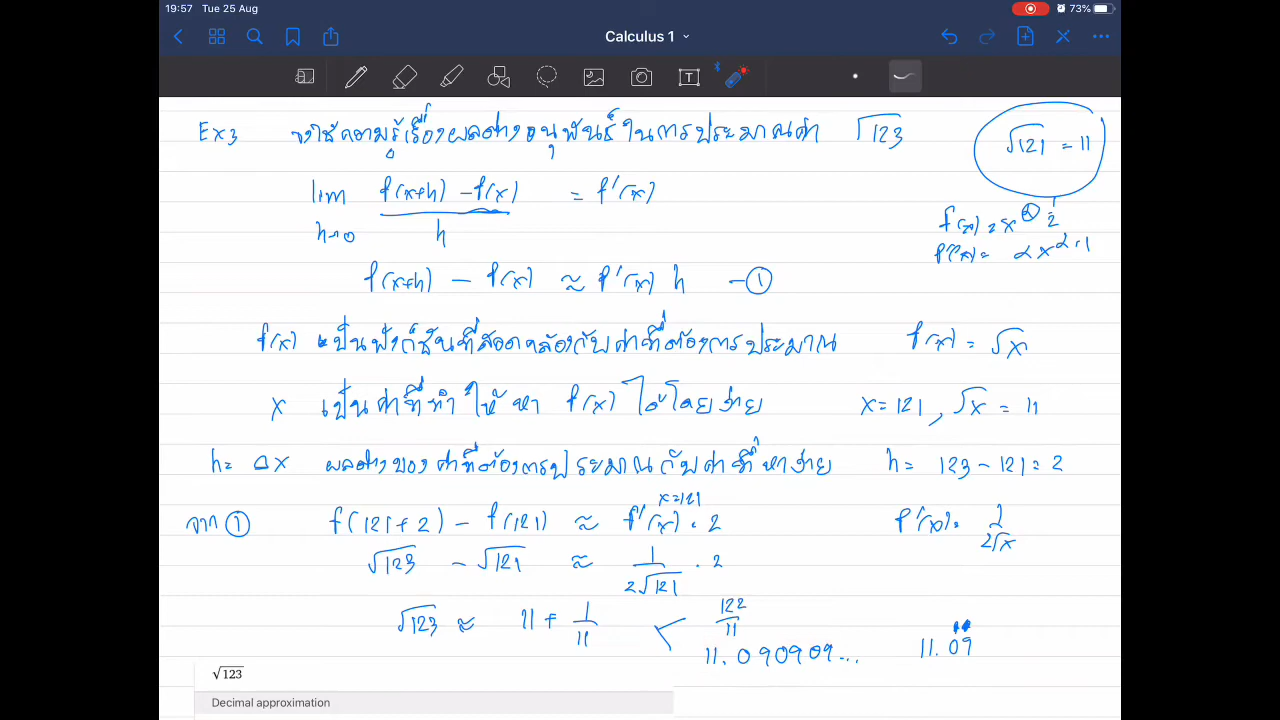 19:57 Tue 25 Aug 73%
Calculus 1
Ex3 จงใช้ความรู้เรื่องผลต่างอนุพันธ์ในการประมาณค่า √123
√121 = 11
lim f(x+h) - f(x) / h = f'(x)
h→0
f(x) = x^α
f'(x) = αx^α-1
f(x+h) - f(x) ≈ f'(x) h -①
f(x) เป็นฟังก์ชันที่สอดคล้องกับค่าที่ต้องการประมาณ f(x) = √x
x เป็นค่าที่ทำให้หา f(x) ได้โดยง่าย x=121, √x = 11
h = Δx ผลต่างของค่าที่ต้องการประมาณกับค่าที่หาง่าย h = 123 - 121 = 2
x=121
จาก ① f(121+2) - f(121) ≈ f'(x) · 2 f'(x) = 1/2√x
√123 - √121 ≈ 1/2√121 · 2
√123 ≈ 11 + 1/11 < 122/11
11.090909... 11.09
√123
Decimal approximation